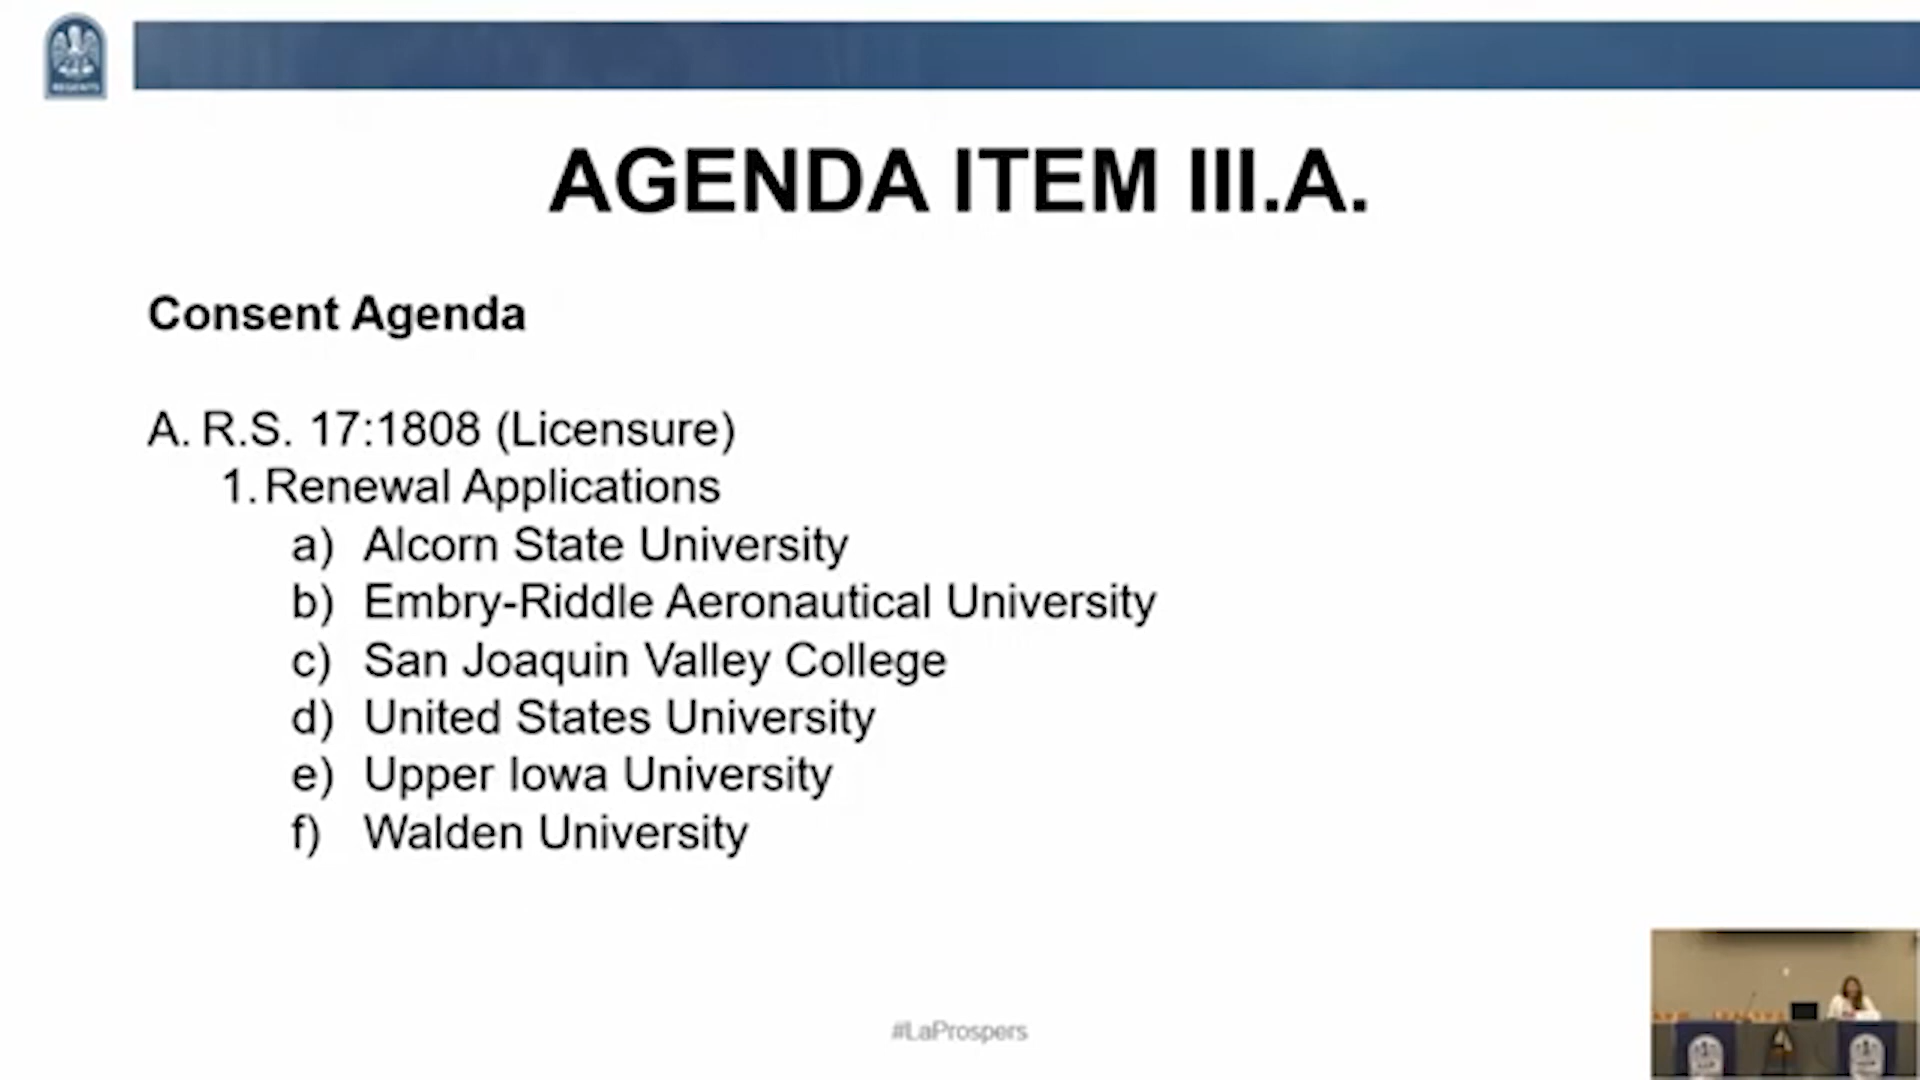 REGENTS
AGENDA ITEM III.A.
Consent Agenda
A. R.S. 17:1808 (Licensure)
1. Renewal Applications
a) Alcorn State University
b) Embry-Riddle Aeronautical University
c) San Joaquin Valley College
d) United States University
e) Upper Iowa University
f) Walden University
#LaProspers